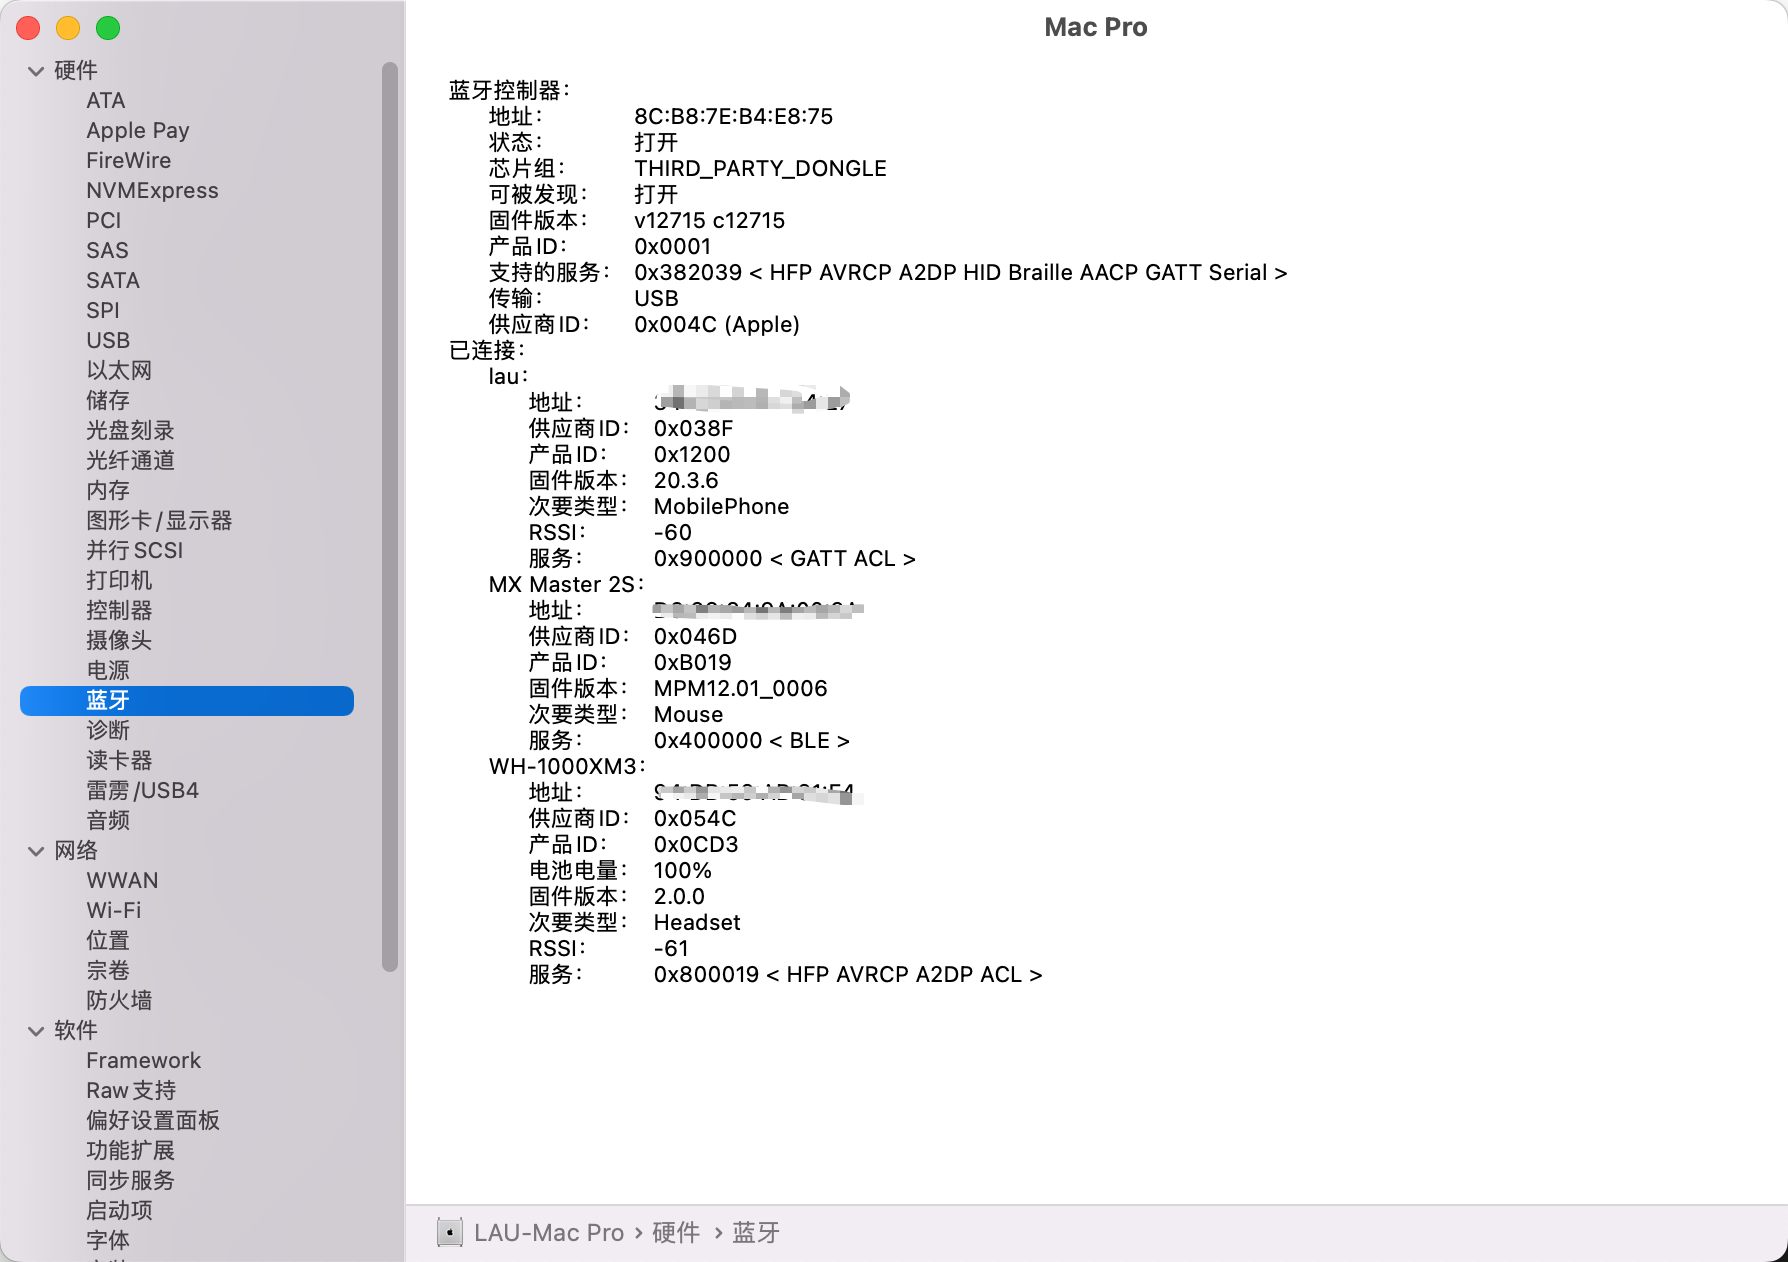 Mac Pro
硬件
ATA
Apple Pay
FireWire
NVMExpress
PCI
SAS
SATA
SPI
USB
以太网
储存
光盘刻录
光纤通道
内存
图形卡/显示器
并行SCSI
打印机
控制器
摄像头
电源
蓝牙
诊断
读卡器
雷雳/USB4
音频
网络
WWAN
Wi-Fi
位置
宗卷
防火墙
软件
Framework
Raw支持
偏好设置面板
功能扩展
同步服务
启动项
字体
蓝牙控制器：
地址： 8C:B8:7E:B4:E8:75
状态： 打开
芯片组： THIRD_PARTY_DONGLE
可被发现： 打开
固件版本： v12715 c12715
产品ID： 0x0001
支持的服务： 0x382039 < HFP AVRCP A2DP HID Braille AACP GATT Serial >
传输： USB
供应商ID： 0x004C (Apple)
已连接：
lau：
地址：
供应商ID： 0x038F
产品ID： 0x1200
固件版本： 20.3.6
次要类型： MobilePhone
RSSI： -60
服务： 0x900000 < GATT ACL >
MX Master 2S：
地址：
供应商ID： 0x046D
产品ID： 0xB019
固件版本： MPM12.01_0006
次要类型： Mouse
服务： 0x400000 < BLE >
WH-1000XM3：
地址：
供应商ID： 0x054C
产品ID： 0x0CD3
电池电量： 100%
固件版本： 2.0.0
次要类型： Headset
RSSI： -61
服务： 0x800019 < HFP AVRCP A2DP ACL >
LAU-Mac Pro › 硬件 › 蓝牙